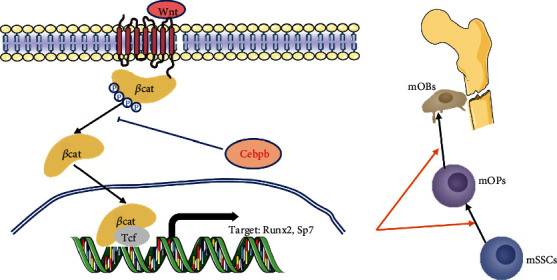 Wnt
βcat
P
P
P
P
Cebpb
βcat
βcat
Tcf
Target: Runx2, Sp7
mOBs
mOPs
mSSCs